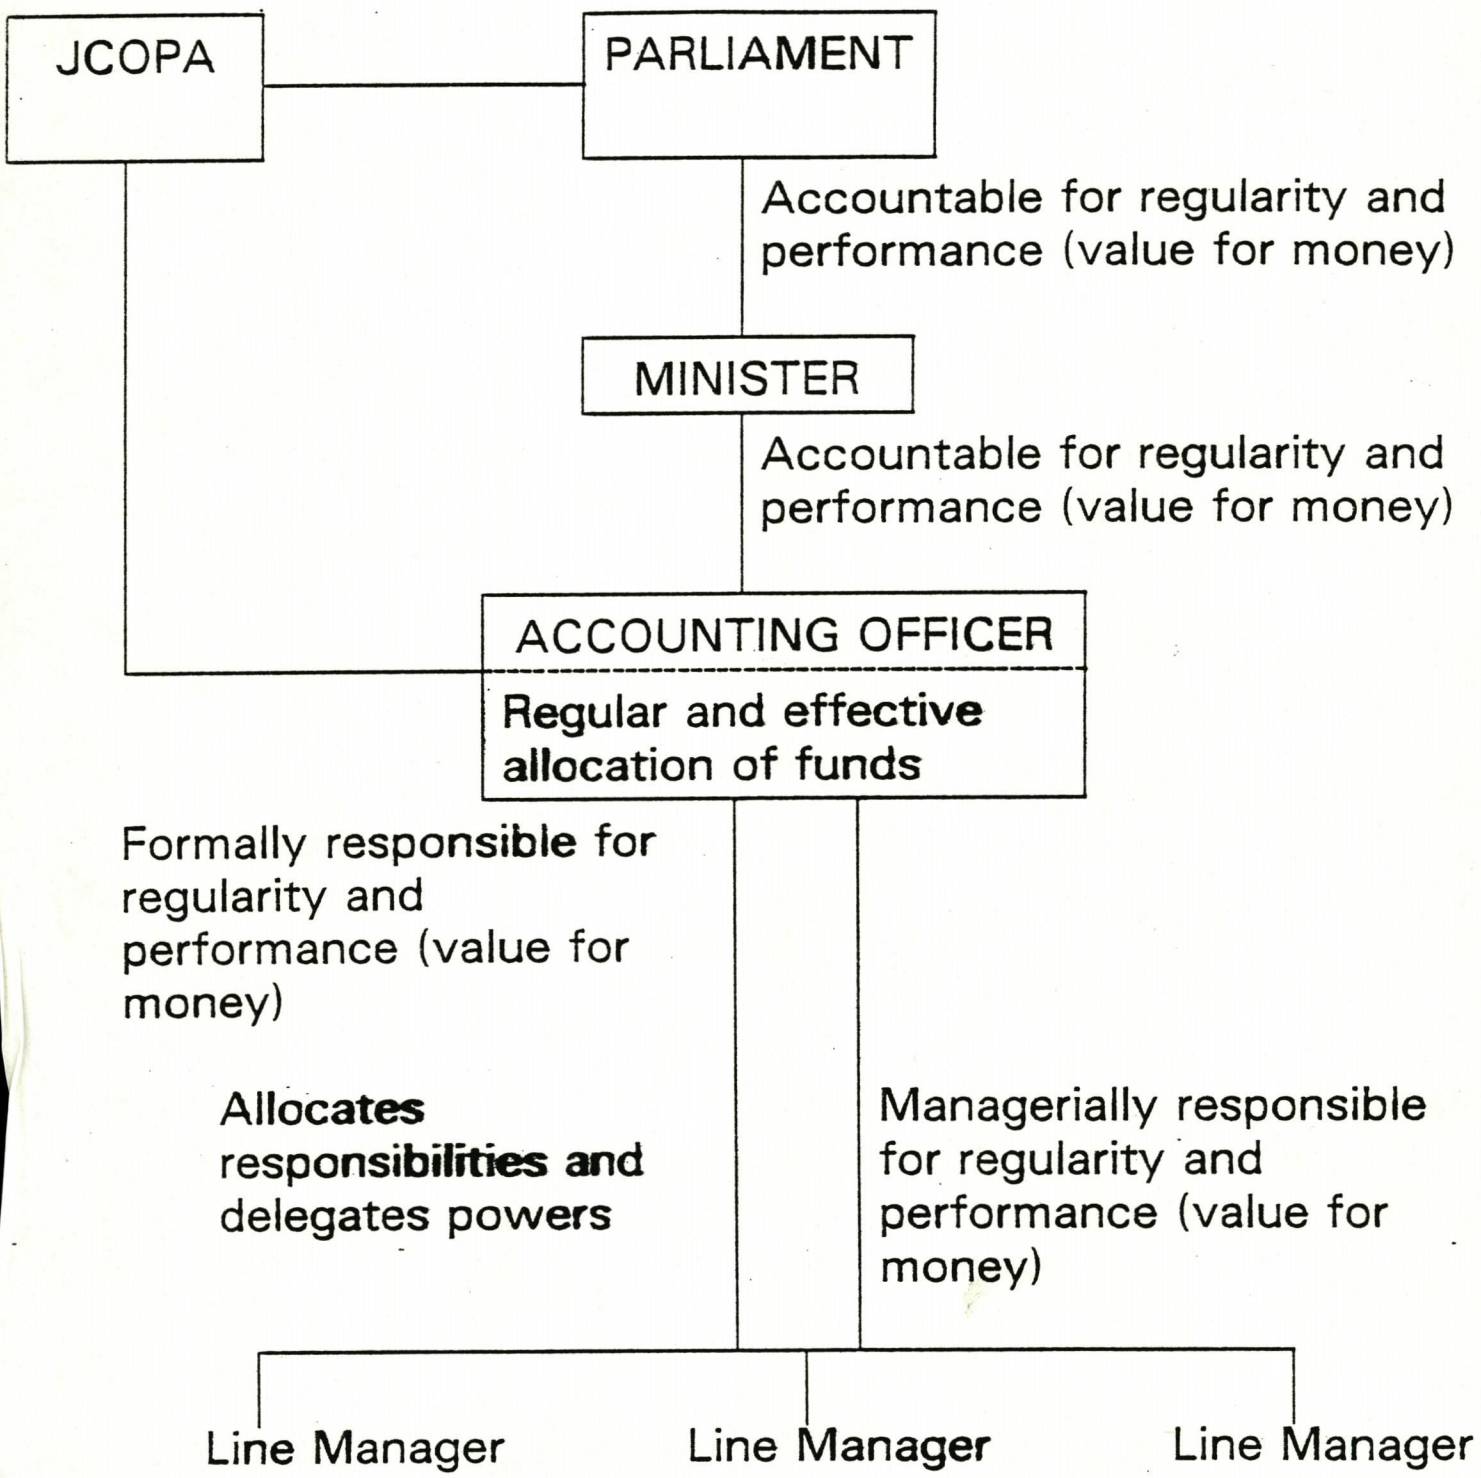 JCOPA
PARLIAMENT
Accountable for regularity and
performance (value for money)
MINISTER
Accountable for regularity and
performance (value for money)
ACCOUNTING OFFICER
Regular and effective
allocation of funds
Formally responsible for
regularity and
performance (value for
money)
Allocates
responsibilities and
delegates powers
Managerially responsible
for regularity and
performance (value for
money)
Line Manager
Line Manager
Line Manager